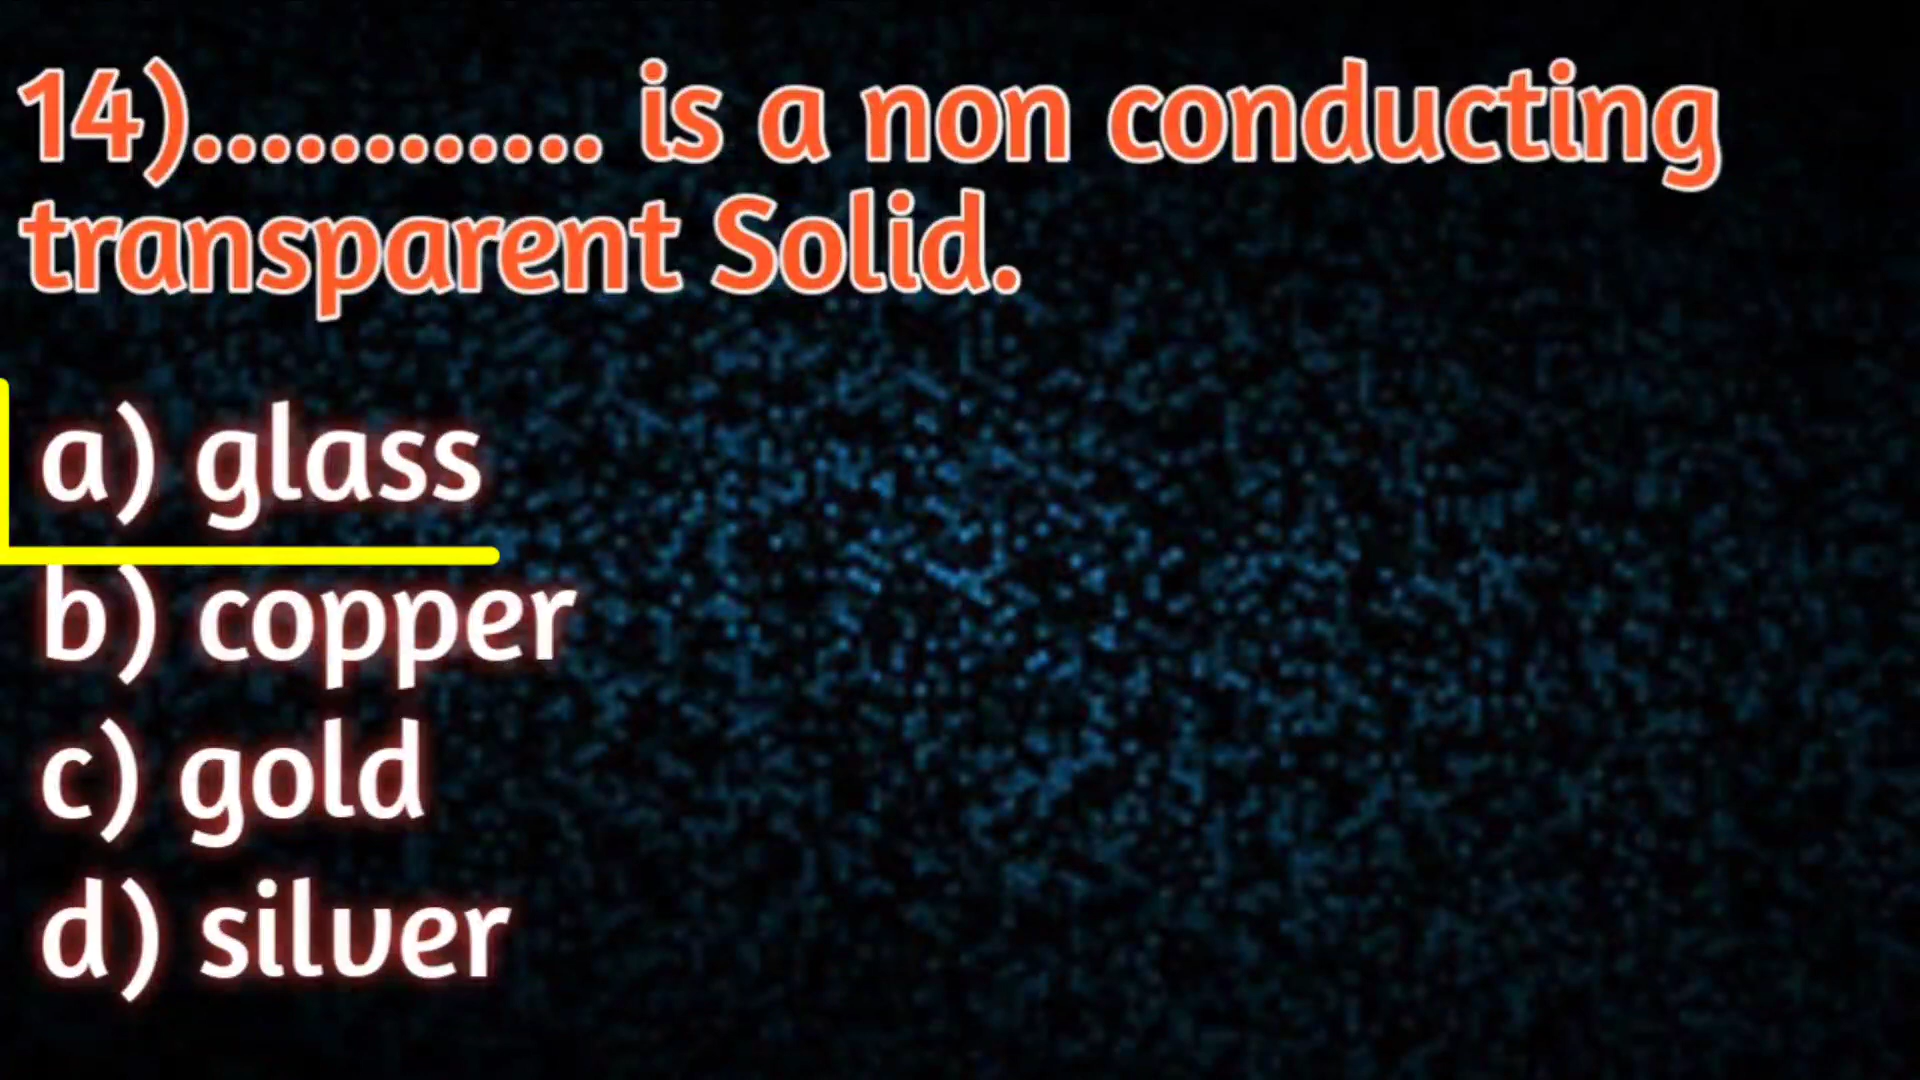 14)............ is a non conducting
transparent Solid.
a) glass
b) copper
c) gold
d) silver